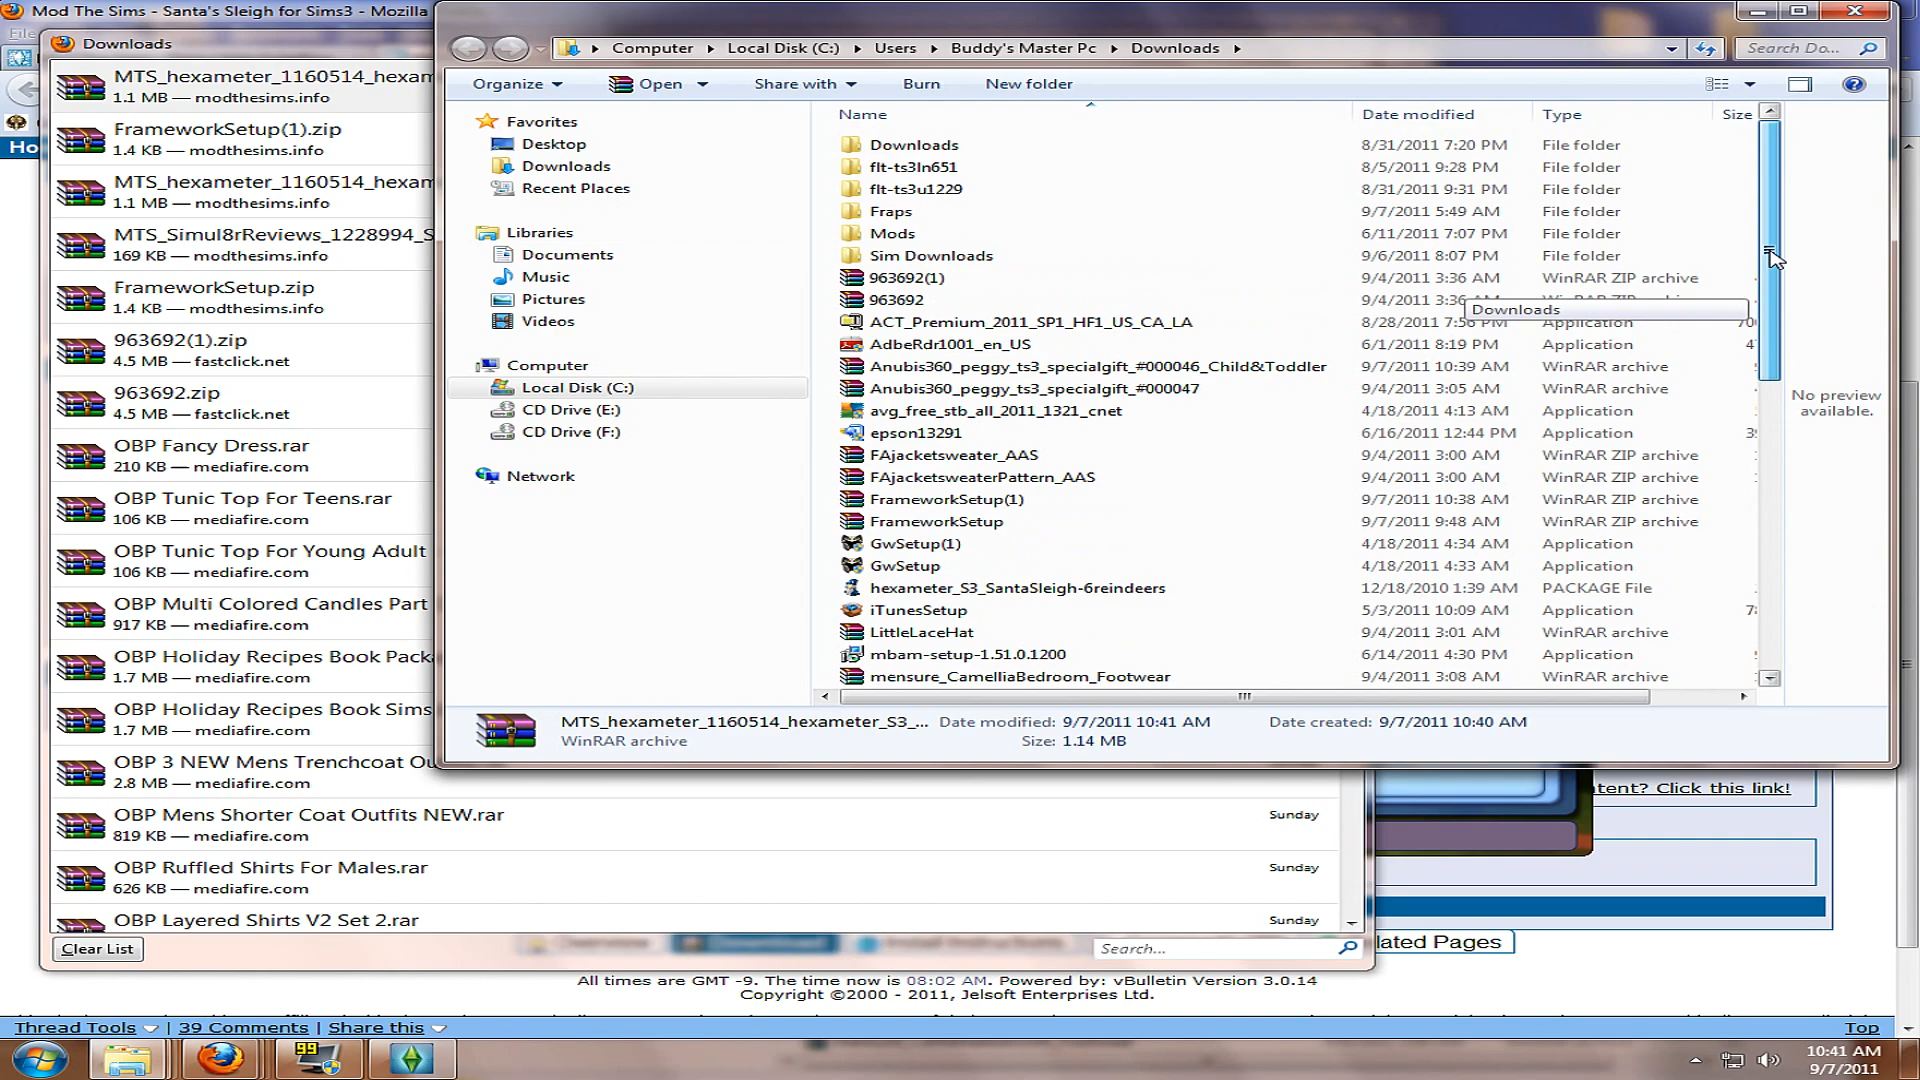 Mod The Sims - Santa's Sleigh for Sims3 - Mozilla
Downloads
MTS_hexameter_1160514_hexam
1.1 MB — modthesims.info
FrameworkSetup(1).zip
1.4 KB — modthesims.info
MTS_hexameter_1160514_hexam
1.1 MB — modthesims.info
MTS_Simul8rReviews_1228994_S
169 KB — modthesims.info
FrameworkSetup.zip
1.4 KB — modthesims.info
963692(1).zip
4.5 MB — fastclick.net
963692.zip
4.5 MB — fastclick.net
OBP Fancy Dress.rar
210 KB — mediafire.com
OBP Tunic Top For Teens.rar
106 KB — mediafire.com
OBP Tunic Top For Young Adult
106 KB — mediafire.com
OBP Multi Colored Candles Part
917 KB — mediafire.com
OBP Holiday Recipes Book Packa
1.7 MB — mediafire.com
OBP Holiday Recipes Book Sims
1.7 MB — mediafire.com
OBP 3 NEW Mens Trenchcoat Ou
2.8 MB — mediafire.com
OBP Mens Shorter Coat Outfits NEW.rar Sunday
819 KB — mediafire.com
OBP Ruffled Shirts For Males.rar Sunday
626 KB — mediafire.com
OBP Layered Shirts V2 Set 2.rar Sunday
Clear List
Search...
Computer Local Disk (C:) Users Buddy's Master Pc Downloads
Search Do...
Organize Open Share with Burn New folder
Favorites
Desktop
Downloads
Recent Places
Libraries
Documents
Music
Pictures
Videos
Computer
Local Disk (C:)
CD Drive (E:)
CD Drive (F:)
Network
Name Date modified Type Size
Downloads 8/31/2011 7:20 PM File folder
flt-ts3ln651 8/5/2011 9:28 PM File folder
flt-ts3u1229 8/31/2011 9:31 PM File folder
Fraps 9/7/2011 5:49 AM File folder
Mods 6/11/2011 7:07 PM File folder
Sim Downloads 9/6/2011 8:07 PM File folder
963692(1) 9/4/2011 3:36 AM WinRAR ZIP archive
963692 9/4/2011 3:36 AM WinRAR ZIP archive
Downloads
ACT_Premium_2011_SP1_HF1_US_CA_LA 8/28/2011 7:56 PM Application 70
AdbeRdr1001_en_US 6/1/2011 8:19 PM Application 4
Anubis360_peggy_ts3_specialgift_#000046_Child&Toddler 9/7/2011 10:39 AM WinRAR archive
Anubis360_peggy_ts3_specialgift_#000047 9/4/2011 3:05 AM WinRAR archive
avg_free_stb_all_2011_1321_cnet 4/18/2011 4:13 AM Application
epson13291 6/16/2011 12:44 PM Application 3
FAjacketsweater_AAS 9/4/2011 3:00 AM WinRAR archive
FAjacketsweaterPattern_AAS 9/4/2011 3:00 AM WinRAR archive
FrameworkSetup(1) 9/7/2011 10:38 AM WinRAR ZIP archive
FrameworkSetup 9/7/2011 9:48 AM WinRAR ZIP archive
GwSetup(1) 4/18/2011 4:34 AM Application
GwSetup 4/18/2011 4:33 AM Application
hexameter_S3_SantaSleigh-6reindeers 12/18/2010 1:39 AM PACKAGE File
iTunesSetup 5/3/2011 10:09 AM Application 7
LittleLaceHat 9/4/2011 3:01 AM WinRAR archive
mbam-setup-1.51.0.1200 6/14/2011 4:30 PM Application
mensure_CamelliaBedroom_Footwear 9/4/2011 3:08 AM WinRAR archive
No preview
available.
MTS_hexameter_1160514_hexameter_S3_... Date modified: 9/7/2011 10:41 AM Date created: 9/7/2011 10:40 AM
WinRAR archive Size: 1.14 MB
Ho
tent? Click this link!
lated Pages
All times are GMT -9. The time now is 08:02 AM. Powered by: vBulletin Version 3.0.14
Copyright ©2000 - 2011, Jelsoft Enterprises Ltd.
Thread Tools | 39 Comments | Share this Top
99
10:41 AM
9/7/2011